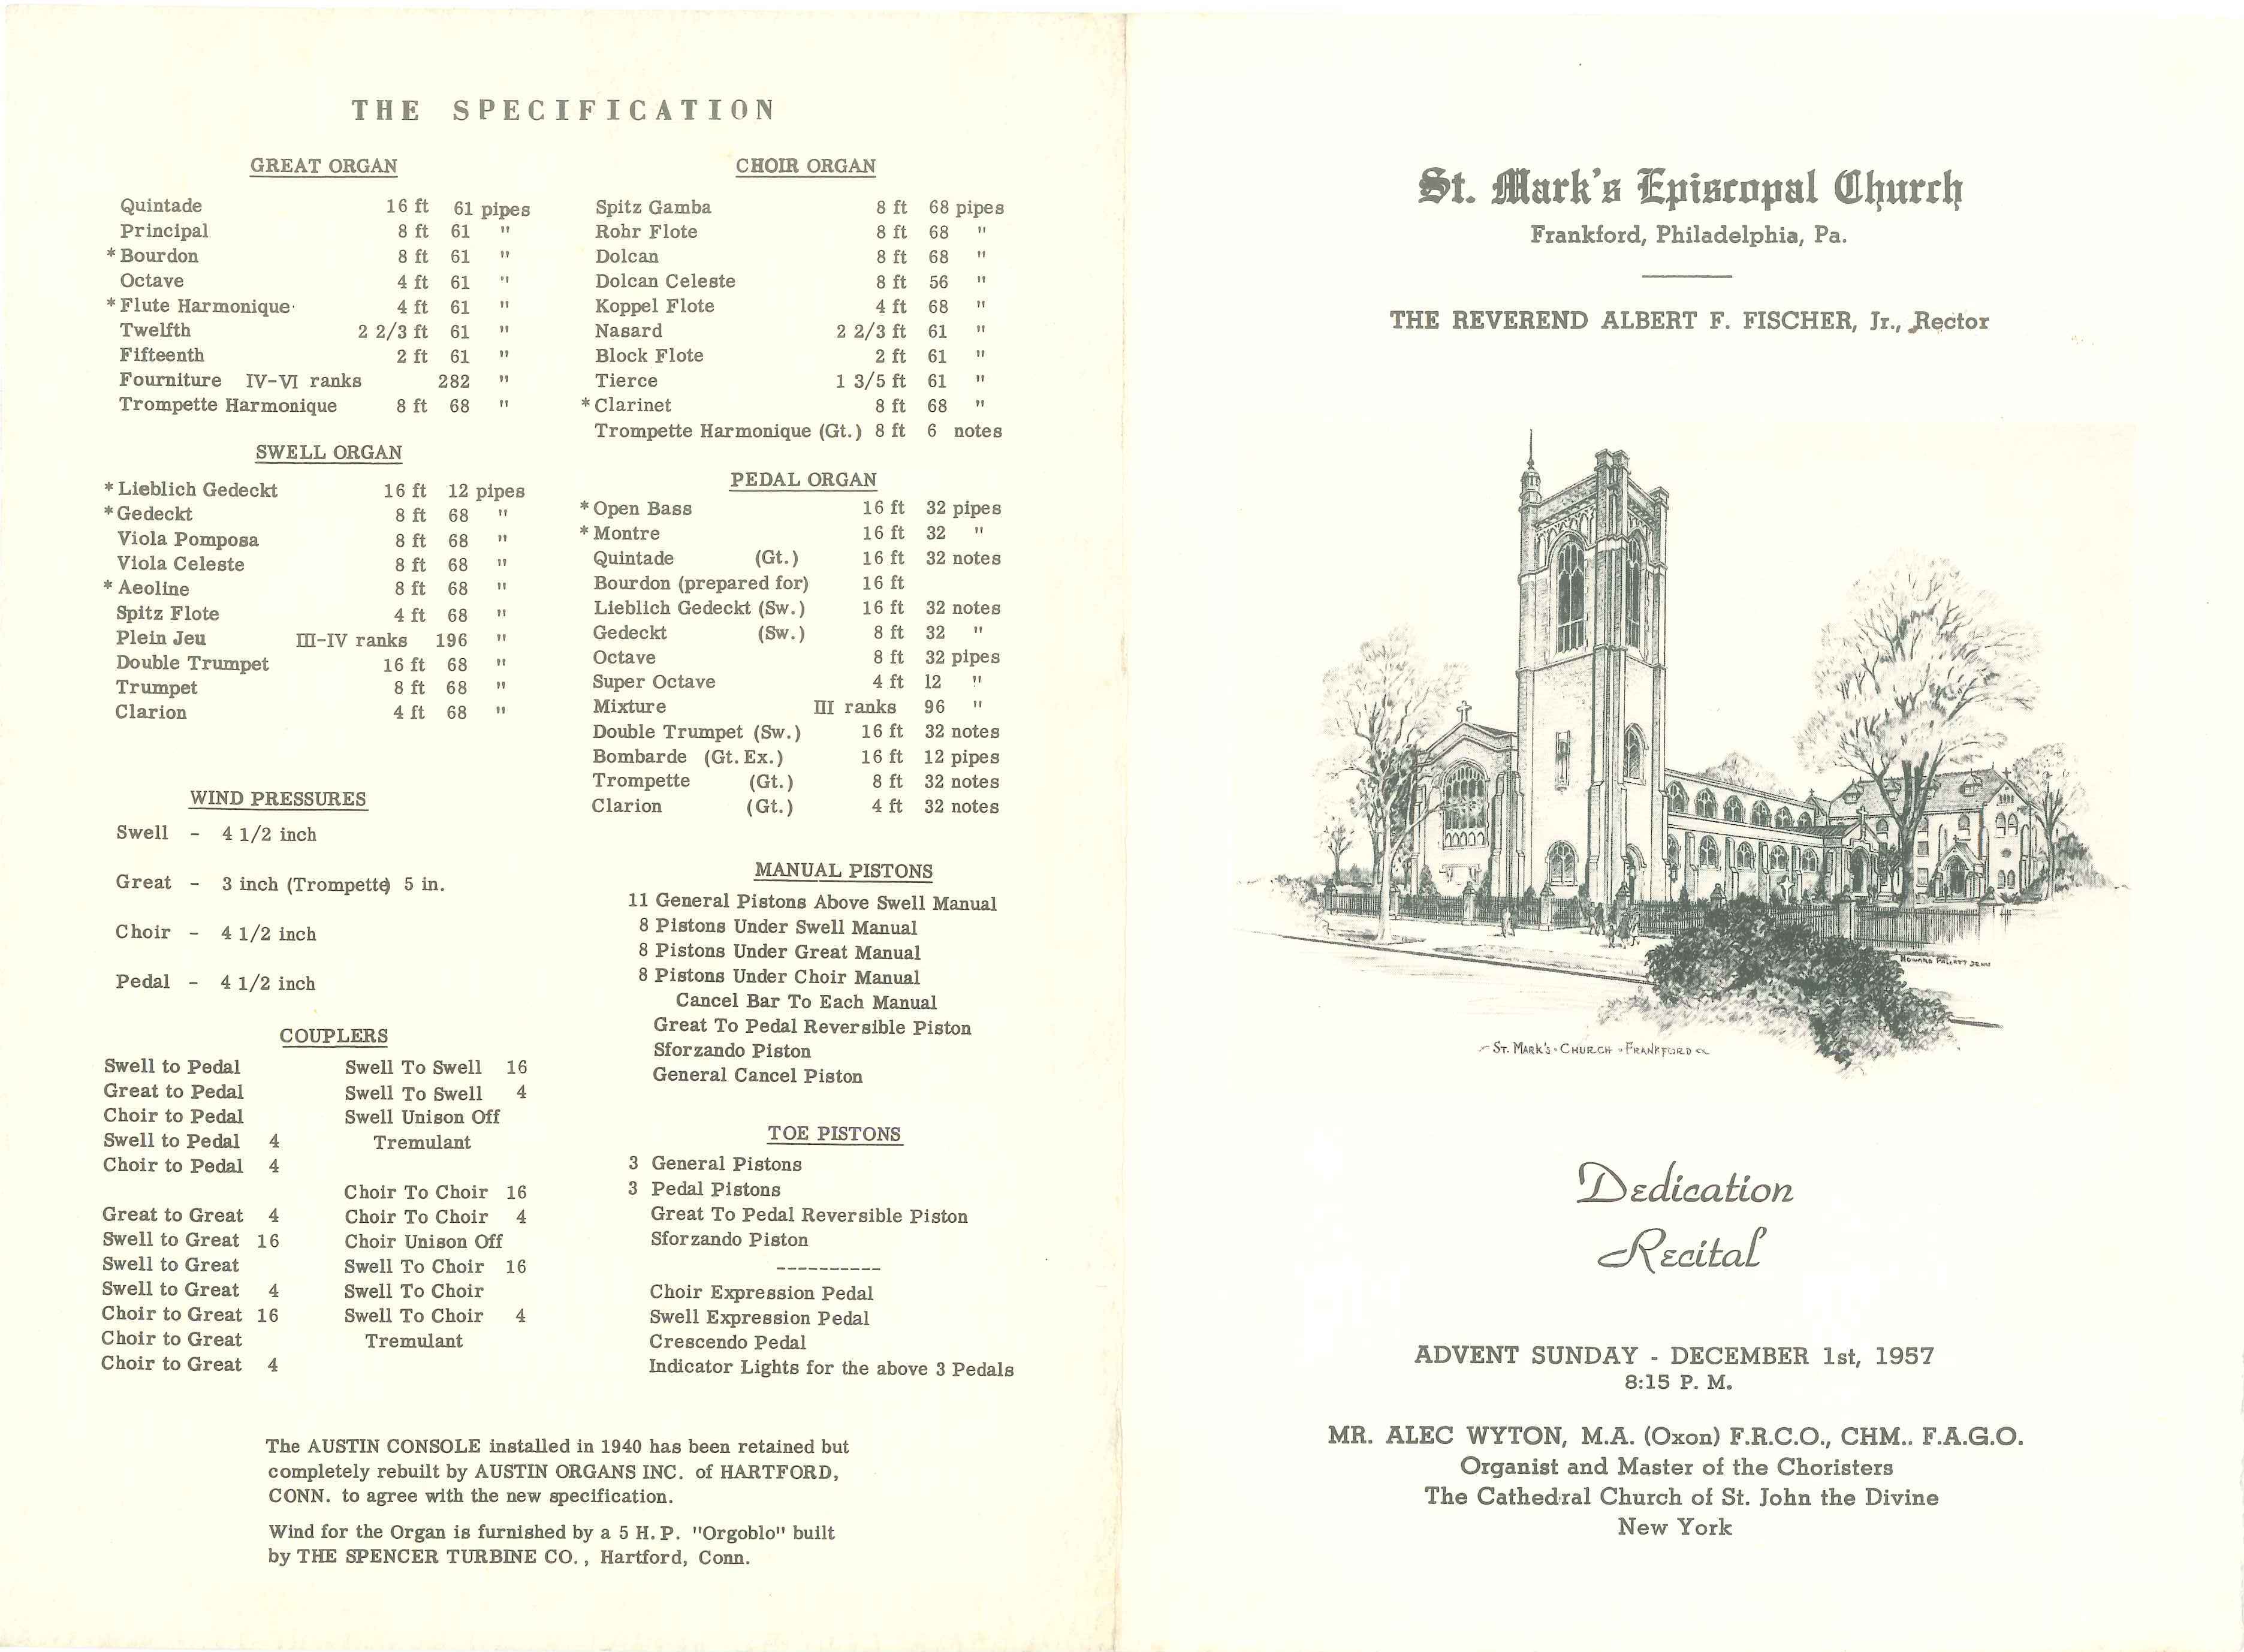 THE SPECIFICATION
GREAT ORGAN
Quintade 16 ft 61 pipes
Principal 8 ft 61 "
*Bourdon 8 ft 61 "
Octave 4 ft 61 "
*Flute Harmonique 4 ft 61 "
Twelfth 2 2/3 ft 61 "
Fifteenth 2 ft 61 "
Fourniture IV-VI ranks 282 "
Trompette Harmonique 8 ft 68 "
SWELL ORGAN
*Lieblich Gedeckt 16 ft 12 pipes
*Gedeckt 8 ft 68 "
Viola Pomposa 8 ft 68 "
Viola Celeste 8 ft 68 "
*Aeoline 8 ft 68 "
Spitz Flote 4 ft 68 "
Plein Jeu III-IV ranks 196 "
Double Trumpet 16 ft 68 "
Trumpet 8 ft 68 "
Clarion 4 ft 68 "
WIND PRESSURES
Swell - 4 1/2 inch
Great - 3 inch (Trompette) 5 in.
Choir - 4 1/2 inch
Pedal - 4 1/2 inch
COUPLERS
Swell to Pedal
Great to Pedal
Choir to Pedal
Swell to Pedal 4
Choir to Pedal 4
Great to Great 4
Swell to Great 16
Swell to Great
Swell to Great 4
Choir to Great 16
Choir to Great
Choir to Great 4
Swell To Swell 16
Swell To Swell 4
Swell Unison Off
Tremulant
Choir To Choir 16
Choir To Choir 4
Choir Unison Off
Swell To Choir 16
Swell To Choir
Swell To Choir 4
Tremulant
CHOIR ORGAN
Spitz Gamba 8 ft 68 pipes
Rohr Flote 8 ft 68 "
Dolcan 8 ft 68 "
Dolcan Celeste 8 ft 56 "
Koppel Flote 4 ft 68 "
Nasard 2 2/3 ft 61 "
Block Flote 2 ft 61 "
Tierce 1 3/5 ft 61 "
*Clarinet 8 ft 68 "
Trompette Harmonique (Gt.) 8 ft 6 notes
PEDAL ORGAN
*Open Bass 16 ft 32 pipes
*Montre 16 ft 32 "
Quintade (Gt.) 16 ft 32 notes
Bourdon (prepared for) 16 ft
Lieblich Gedeckt (Sw.) 16 ft 32 notes
Gedeckt (Sw.) 8 ft 32 "
Octave 8 ft 32 pipes
Super Octave 4 ft 12 "
Mixture III ranks 96 "
Double Trumpet (Sw.) 16 ft 32 notes
Bombarde (Gt. Ex.) 16 ft 12 pipes
Trompette (Gt.) 8 ft 32 notes
Clarion (Gt.) 4 ft 32 notes
MANUAL PISTONS
11 General Pistons Above Swell Manual
8 Pistons Under Swell Manual
8 Pistons Under Great Manual
8 Pistons Under Choir Manual
Cancel Bar To Each Manual
Great To Pedal Reversible Piston
Sforzando Piston
General Cancel Piston
TOE PISTONS
3 General Pistons
3 Pedal Pistons
Great To Pedal Reversible Piston
Sforzando Piston
----------
Choir Expression Pedal
Swell Expression Pedal
Crescendo Pedal
Indicator Lights for the above 3 Pedals
The AUSTIN CONSOLE installed in 1940 has been retained but
completely rebuilt by AUSTIN ORGANS INC. of HARTFORD,
CONN. to agree with the new specification.
Wind for the Organ is furnished by a 5 H.P. "Orgoblo" built
by THE SPENCER TURBINE CO., Hartford, Conn.
St. Mark's Episcopal Church
Frankford, Philadelphia, Pa.
THE REVEREND ALBERT F. FISCHER, Jr., Rector
HOWARD
ST. MARK'S - CHURCH - FRANKFORD
Dedication
Recital
ADVENT SUNDAY - DECEMBER 1st, 1957
8:15 P. M.
MR. ALEC WYTON, M.A. (Oxon) F.R.C.O., CHM.. F.A.G.O.
Organist and Master of the Choristers
The Cathedral Church of St. John the Divine
New York